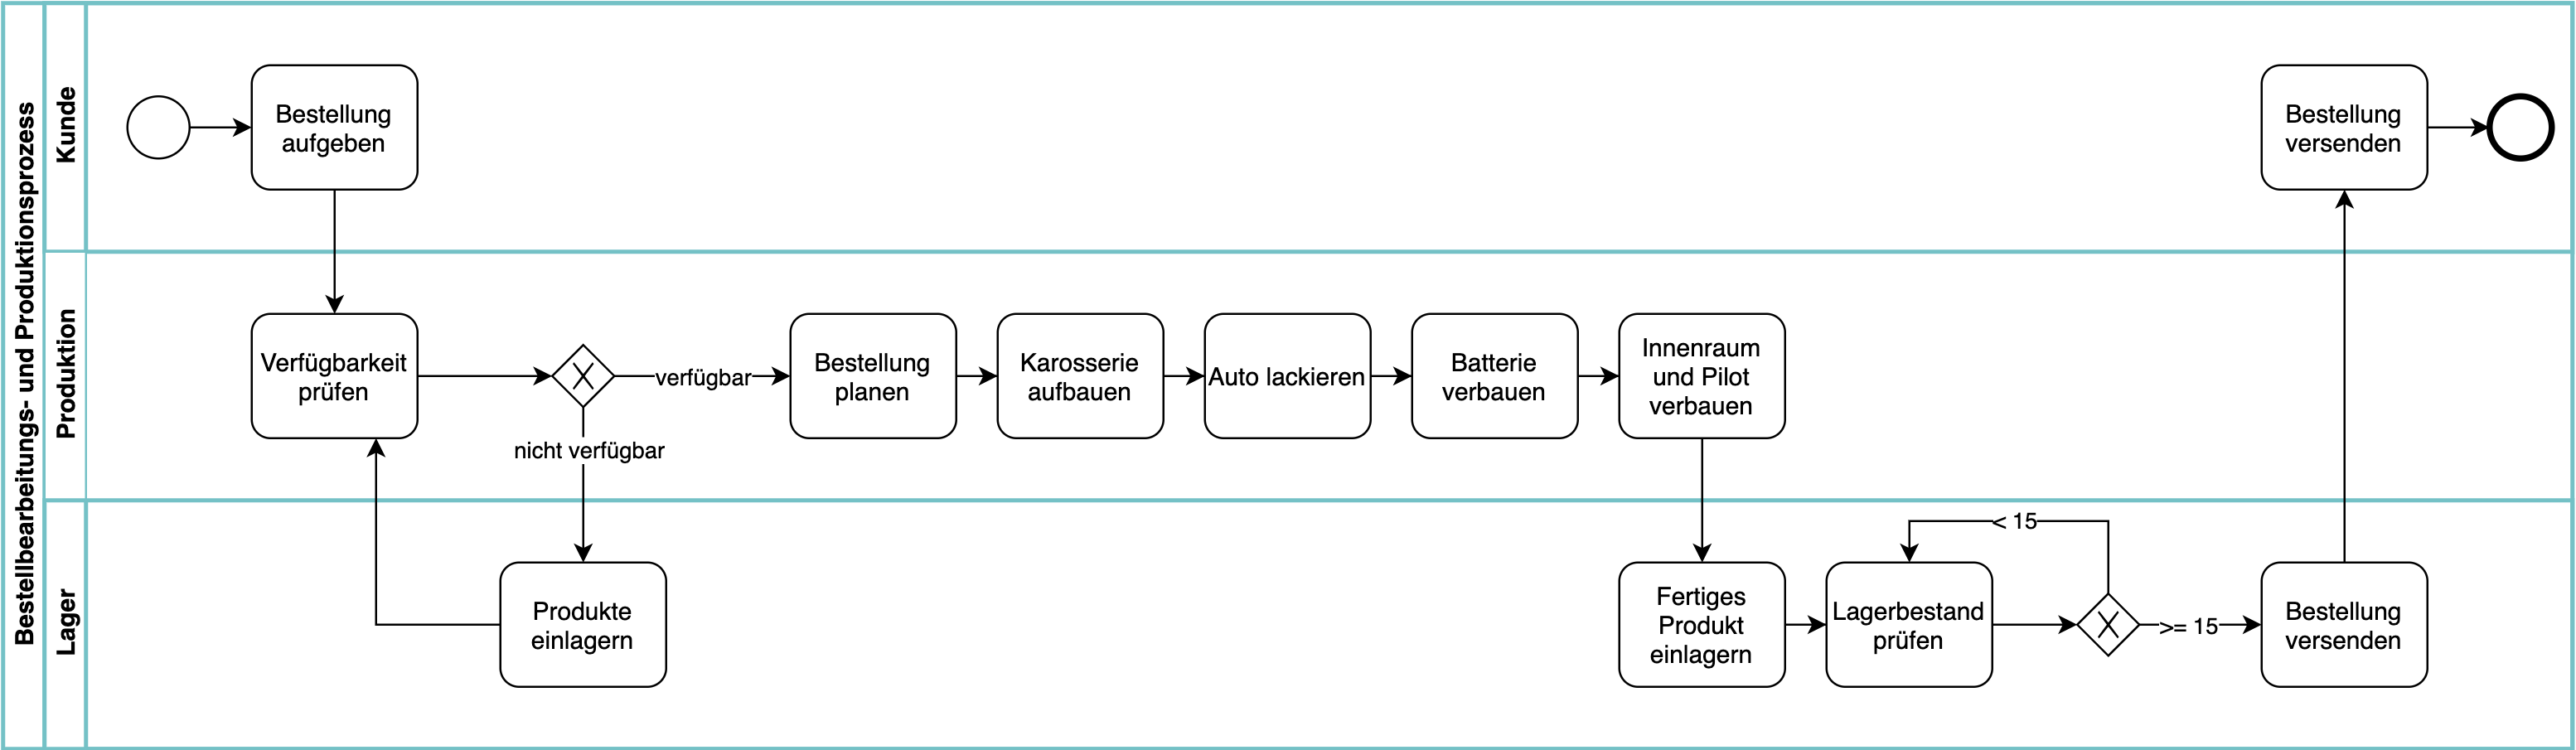 Bestellbearbeitungs- und Produktionsprozess
Kunde
Bestellung
aufgeben
Bestellung
versenden
Produktion
Verfügbarkeit
prüfen
verfügbar
nicht verfügbar
Bestellung
planen
Karosserie
aufbauen
Auto lackieren
Batterie
verbauen
Innenraum
und Pilot
verbauen
Lager
Produkte
einlagern
Fertiges
Produkt
einlagern
Lagerbestand
prüfen
< 15
>= 15
Bestellung
versenden